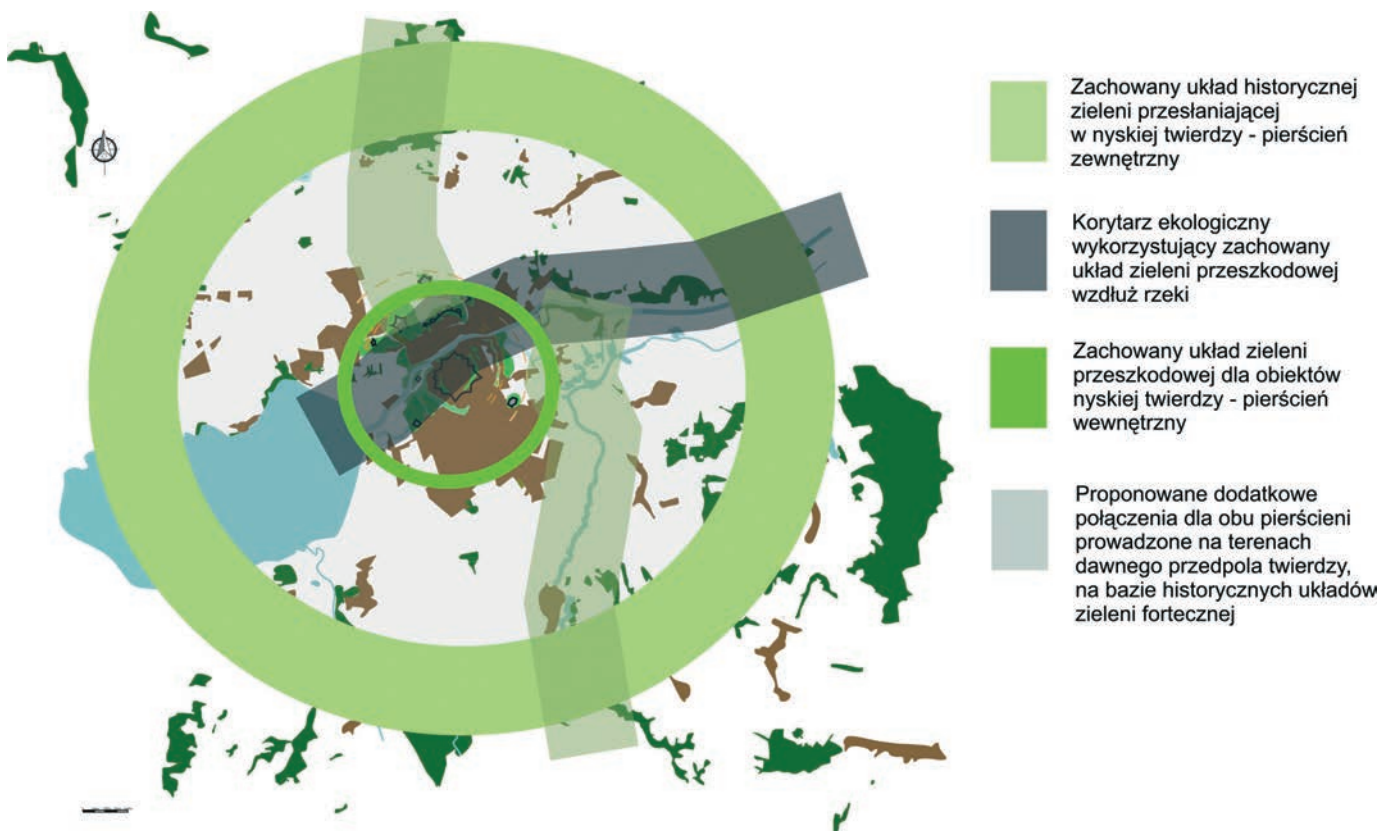 Zachowany układ historycznej
zieleni przesłaniającej
w nyskiej twierdzy - pierścień
zewnętrzny
Korytarz ekologiczny
wykorzystujący zachowany
układ zieleni przeszkodowej
wzdłuż rzeki
Zachowany układ zieleni
przeszkodowej dla obiektów
nyskiej twierdzy - pierścień
wewnętrzny
Proponowane dodatkowe
połączenia dla obu pierścieni
prowadzone na terenach
dawnego przedpola twierdzy,
na bazie historycznych układów
zieleni fortecznej